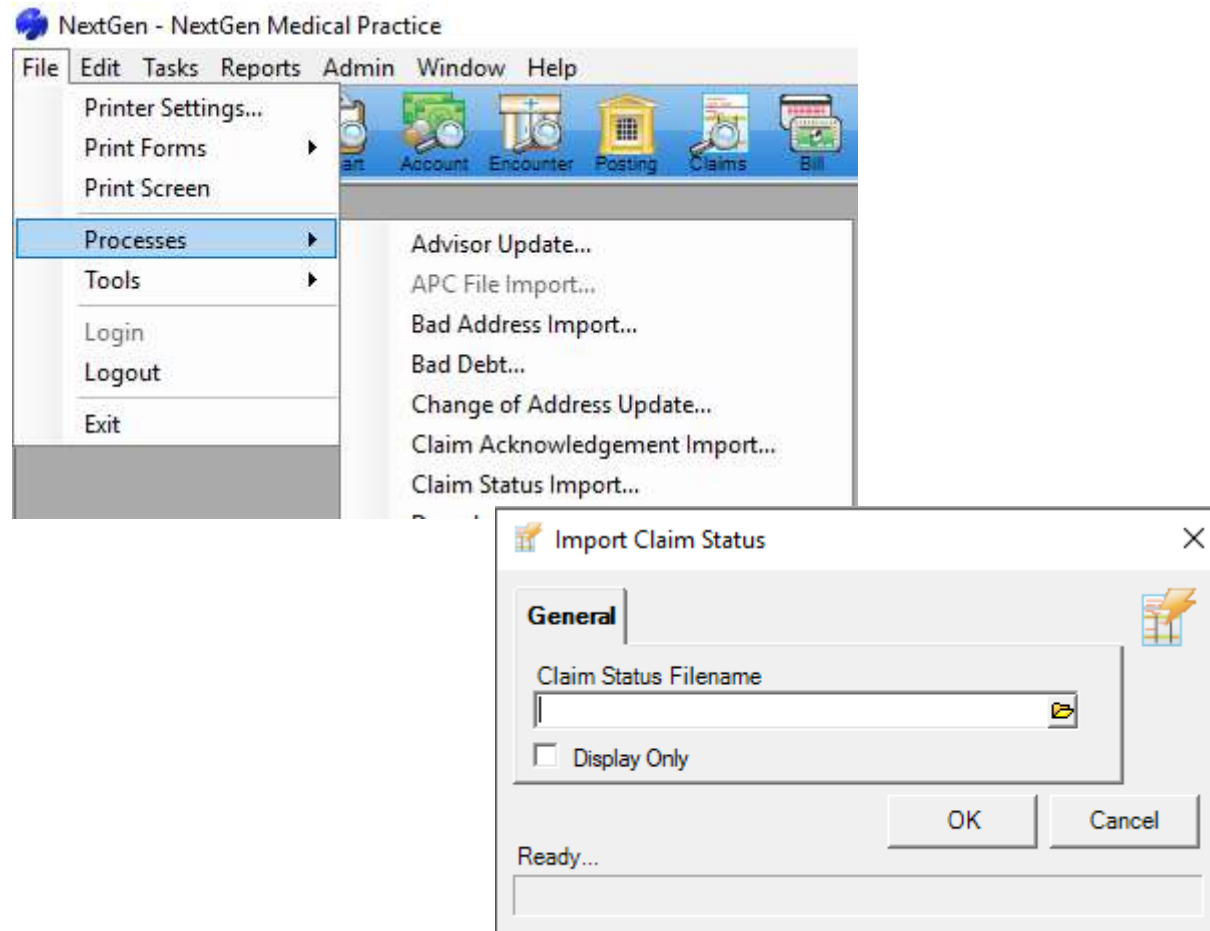 NextGen - NextGen Medical Practice
File Edit Tasks Reports Admin Window Help
Printer Settings...
Print Forms
Print Screen
Processes
Tools
Login
Logout
Exit
Account Encounter Posting Claims Bill
Advisor Update...
APC File Import...
Bad Address Import...
Bad Debt...
Change of Address Update...
Claim Acknowledgement Import...
Claim Status Import...
Import Claim Status
General
Claim Status Filename
Display Only
OK Cancel
Ready...